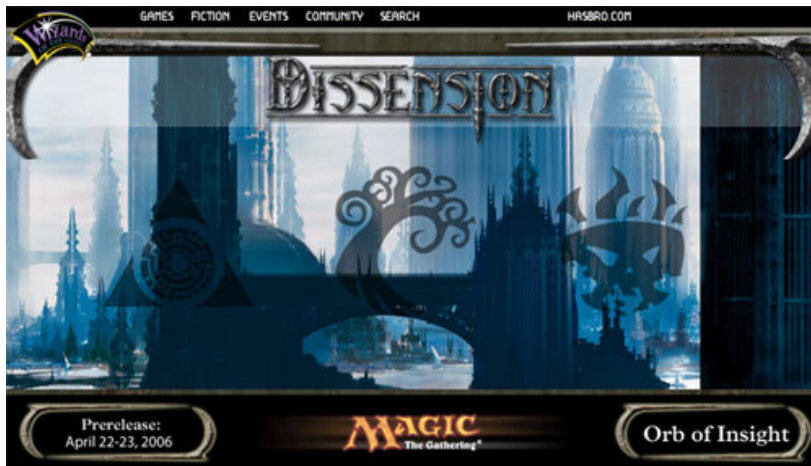 GAMES FICTION EVENTS COMMUNITY SEARCH HASBRO.COM
Wizards
DISSENSION
Prerelease:
April 22-23, 2006
MAGIC
The Gathering®
Orb of Insight